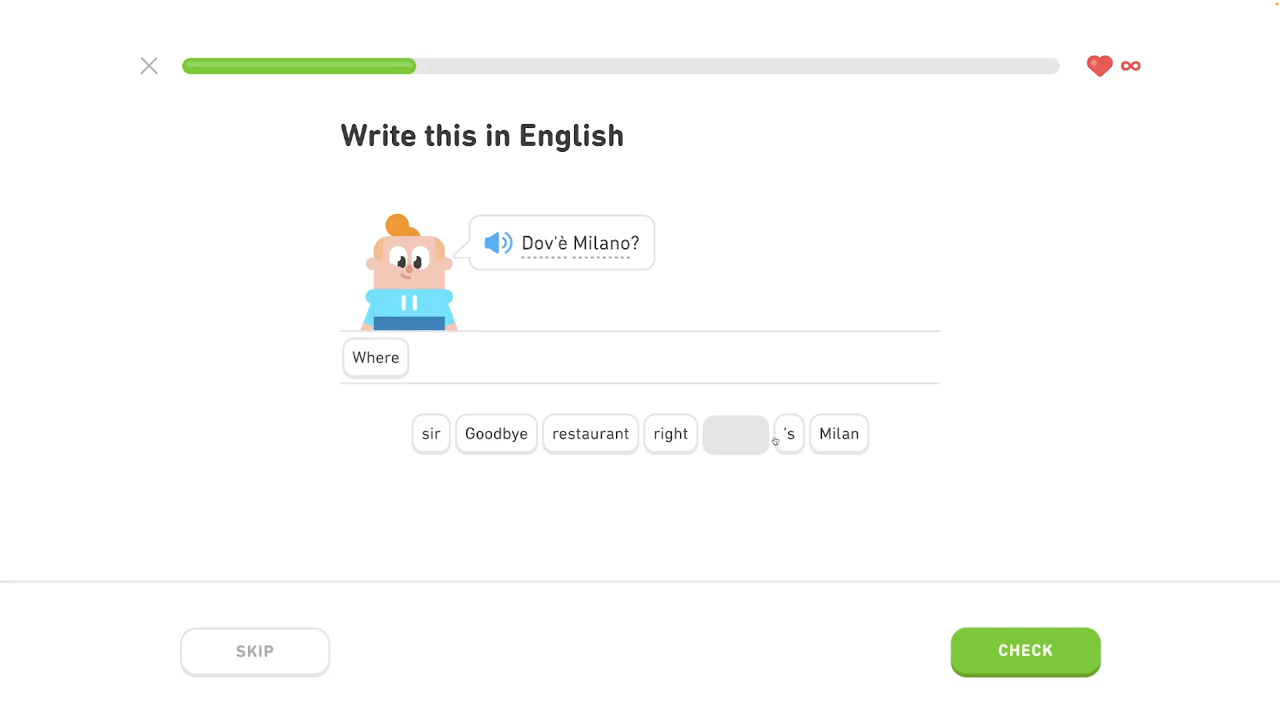 ∞
Write this in English
Dov'è Milano?
Where
sir Goodbye restaurant right 's Milan
SKIP CHECK